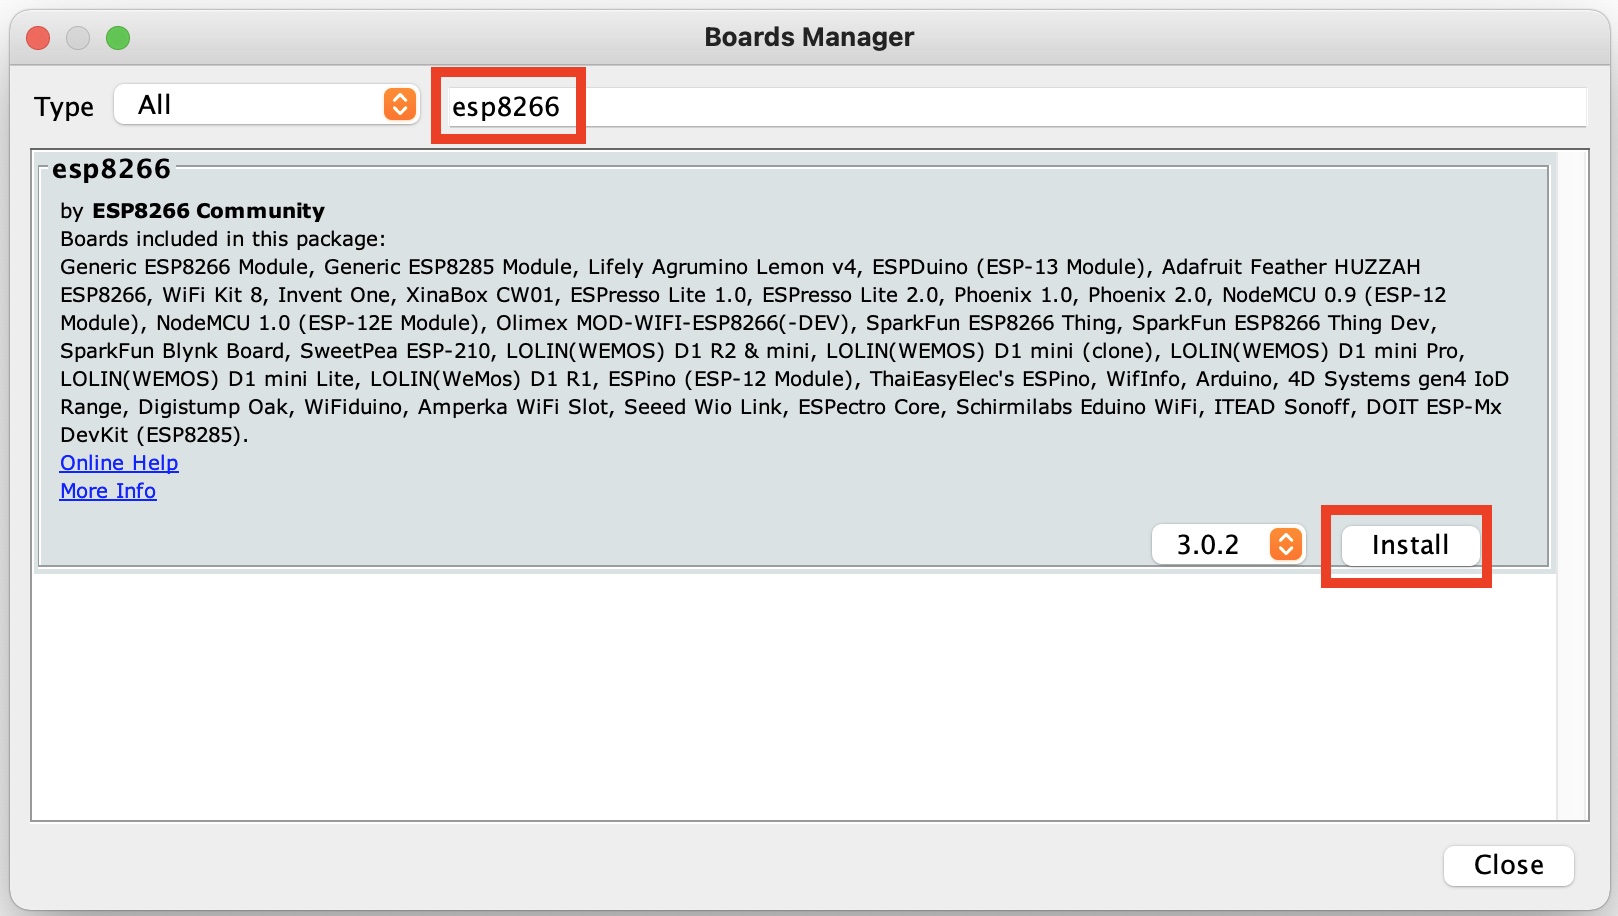 Boards Manager
Type All esp8266
esp8266
by ESP8266 Community
Boards included in this package:
Generic ESP8266 Module, Generic ESP8285 Module, Lifely Agrumino Lemon v4, ESPDuino (ESP-13 Module), Adafruit Feather HUZZAH
ESP8266, WiFi Kit 8, Invent One, XinaBox CW01, ESPresso Lite 1.0, ESPresso Lite 2.0, Phoenix 1.0, Phoenix 2.0, NodeMCU 0.9 (ESP-12
Module), NodeMCU 1.0 (ESP-12E Module), Olimex MOD-WIFI-ESP8266(-DEV), SparkFun ESP8266 Thing, SparkFun ESP8266 Thing Dev,
SparkFun Blynk Board, SweetPea ESP-210, LOLIN(WEMOS) D1 R2 & mini, LOLIN(WEMOS) D1 mini (clone), LOLIN(WEMOS) D1 mini Pro,
LOLIN(WEMOS) D1 mini Lite, LOLIN(WeMos) D1 R1, ESPino (ESP-12 Module), ThaiEasyElec's ESPino, WifInfo, Arduino, 4D Systems gen4 IoD
Range, Digistump Oak, WiFiduino, Amperka WiFi Slot, Seeed Wio Link, ESPectro Core, Schirmilabs Eduino WiFi, ITEAD Sonoff, DOIT ESP-Mx
DevKit (ESP8285).
Online Help
More Info
3.0.2 Install
Close